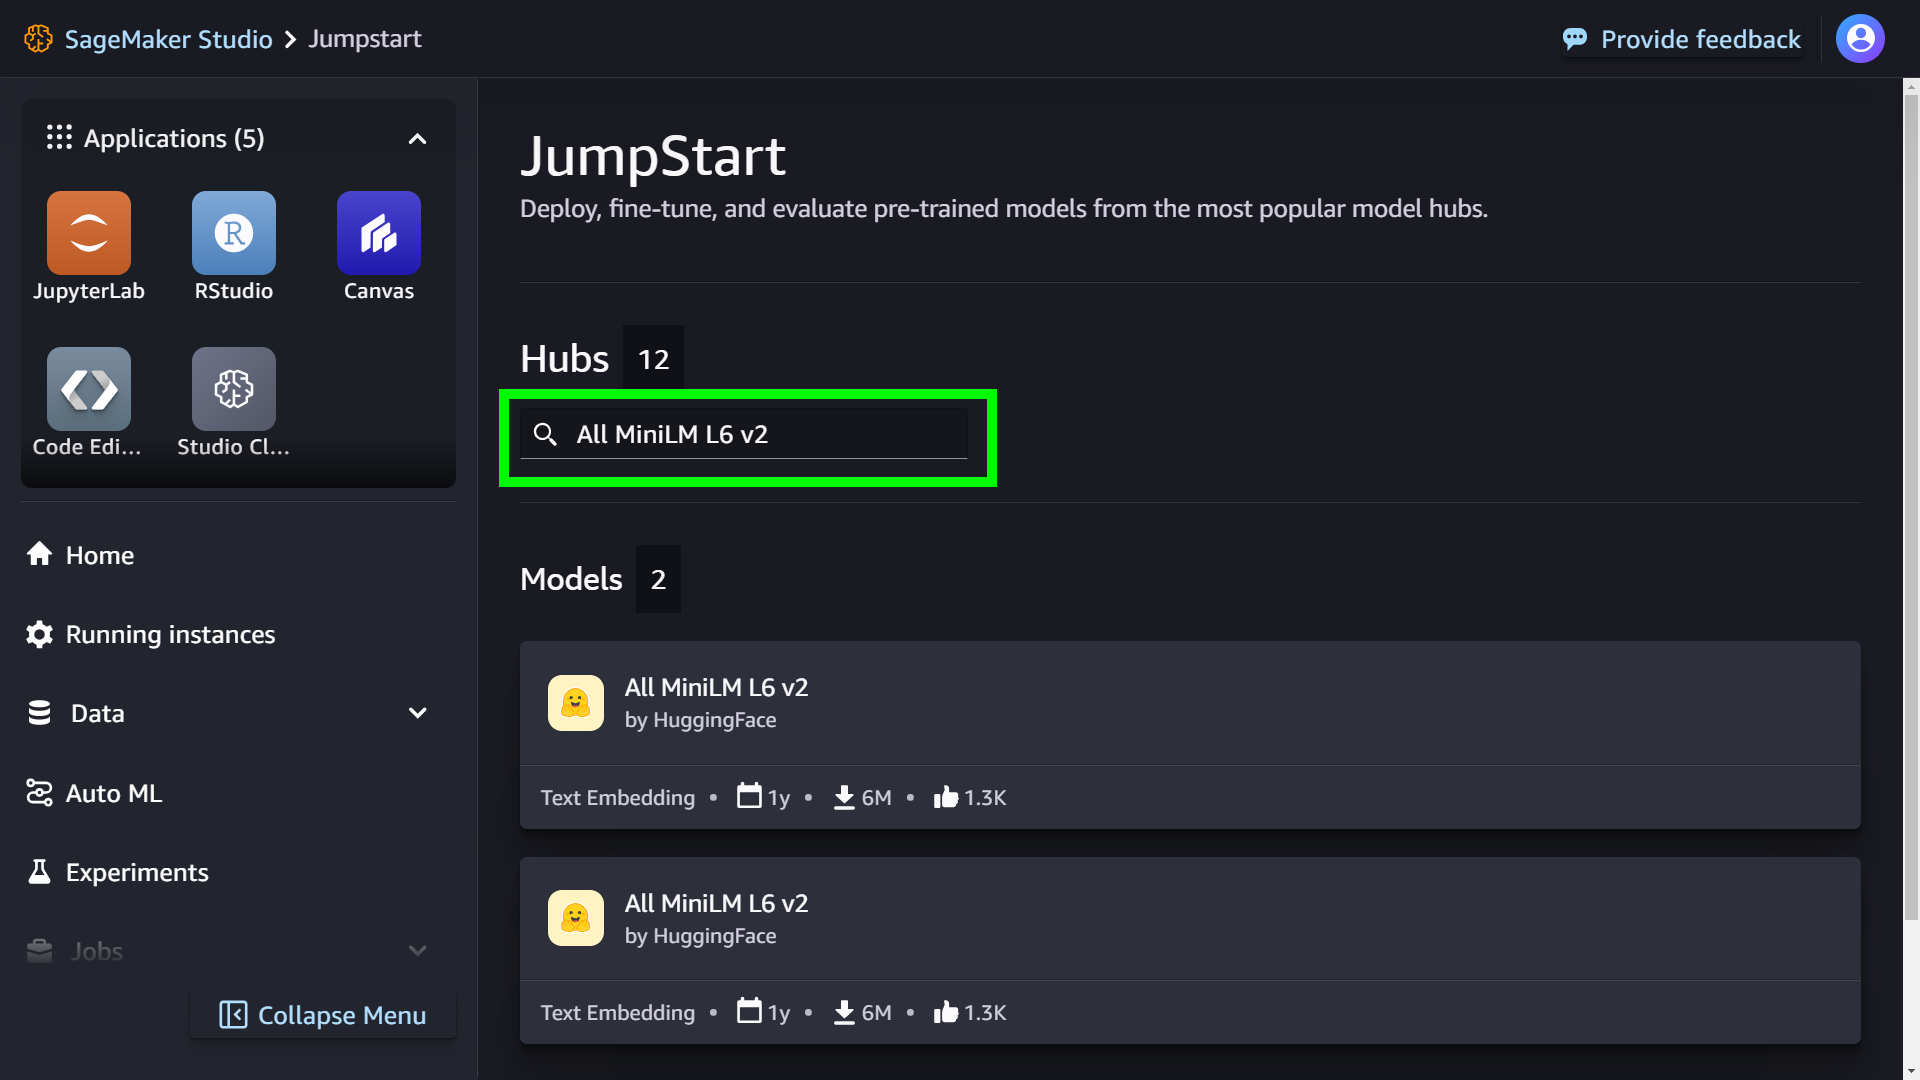 SageMaker Studio > Jumpstart
Provide feedback
Applications (5)
JupyterLab
RStudio
Canvas
Code Edi...
Studio Cl...
Home
Running instances
Data
Auto ML
Experiments
Jobs
Collapse Menu
JumpStart
Deploy, fine-tune, and evaluate pre-trained models from the most popular model hubs.
Hubs 12
All MiniLM L6 v2
Models 2
All MiniLM L6 v2
by HuggingFace
Text Embedding • 1y • 6M • 1.3K
All MiniLM L6 v2
by HuggingFace
Text Embedding • 1y • 6M • 1.3K